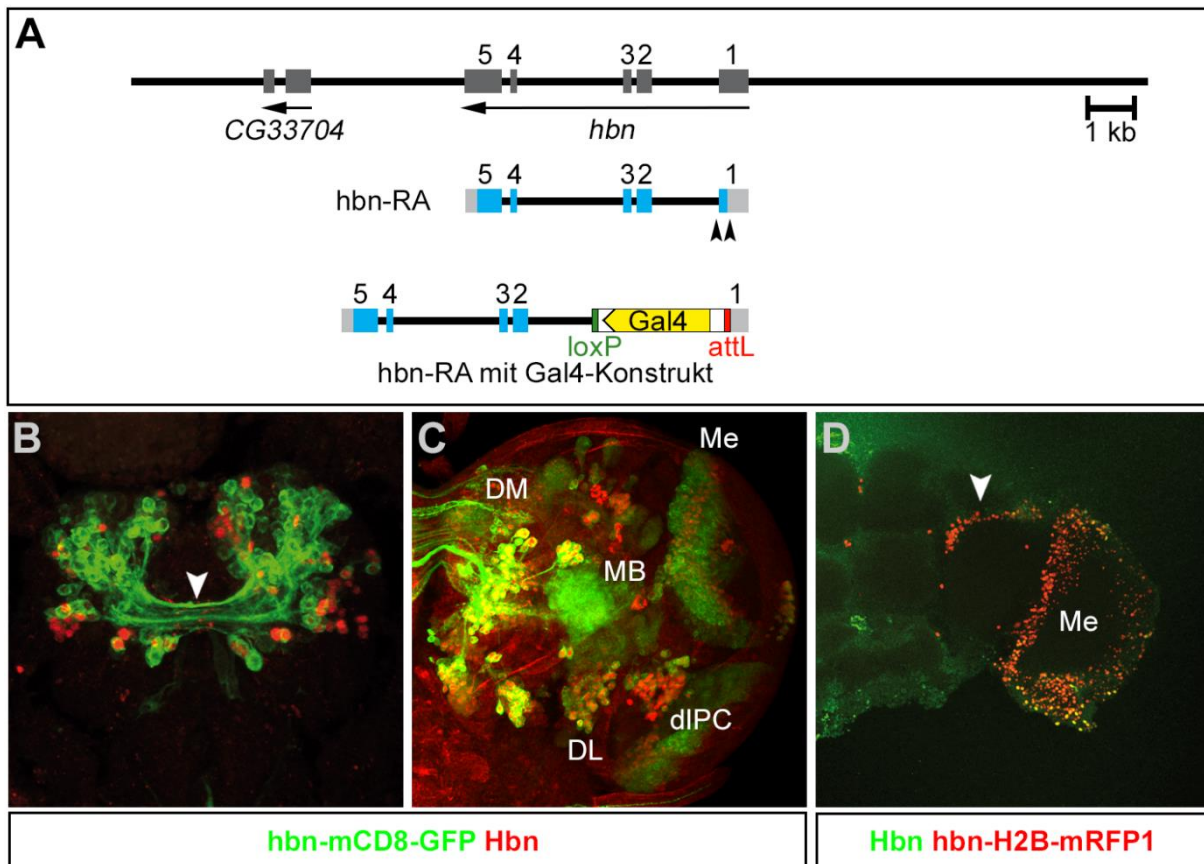 A
5 4 3 2 1
CG33704
hbn
1 kb
5 4 3 2 1
hbn-RA
5 4 3 2 1
Gal4
loxP
attL
hbn-RA mit Gal4-Konstrukt
B
C
Me
DM
MB
dIPC
DL
D
Me
hbn-mCD8-GFP Hbn
Hbn hbn-H2B-mRFP1